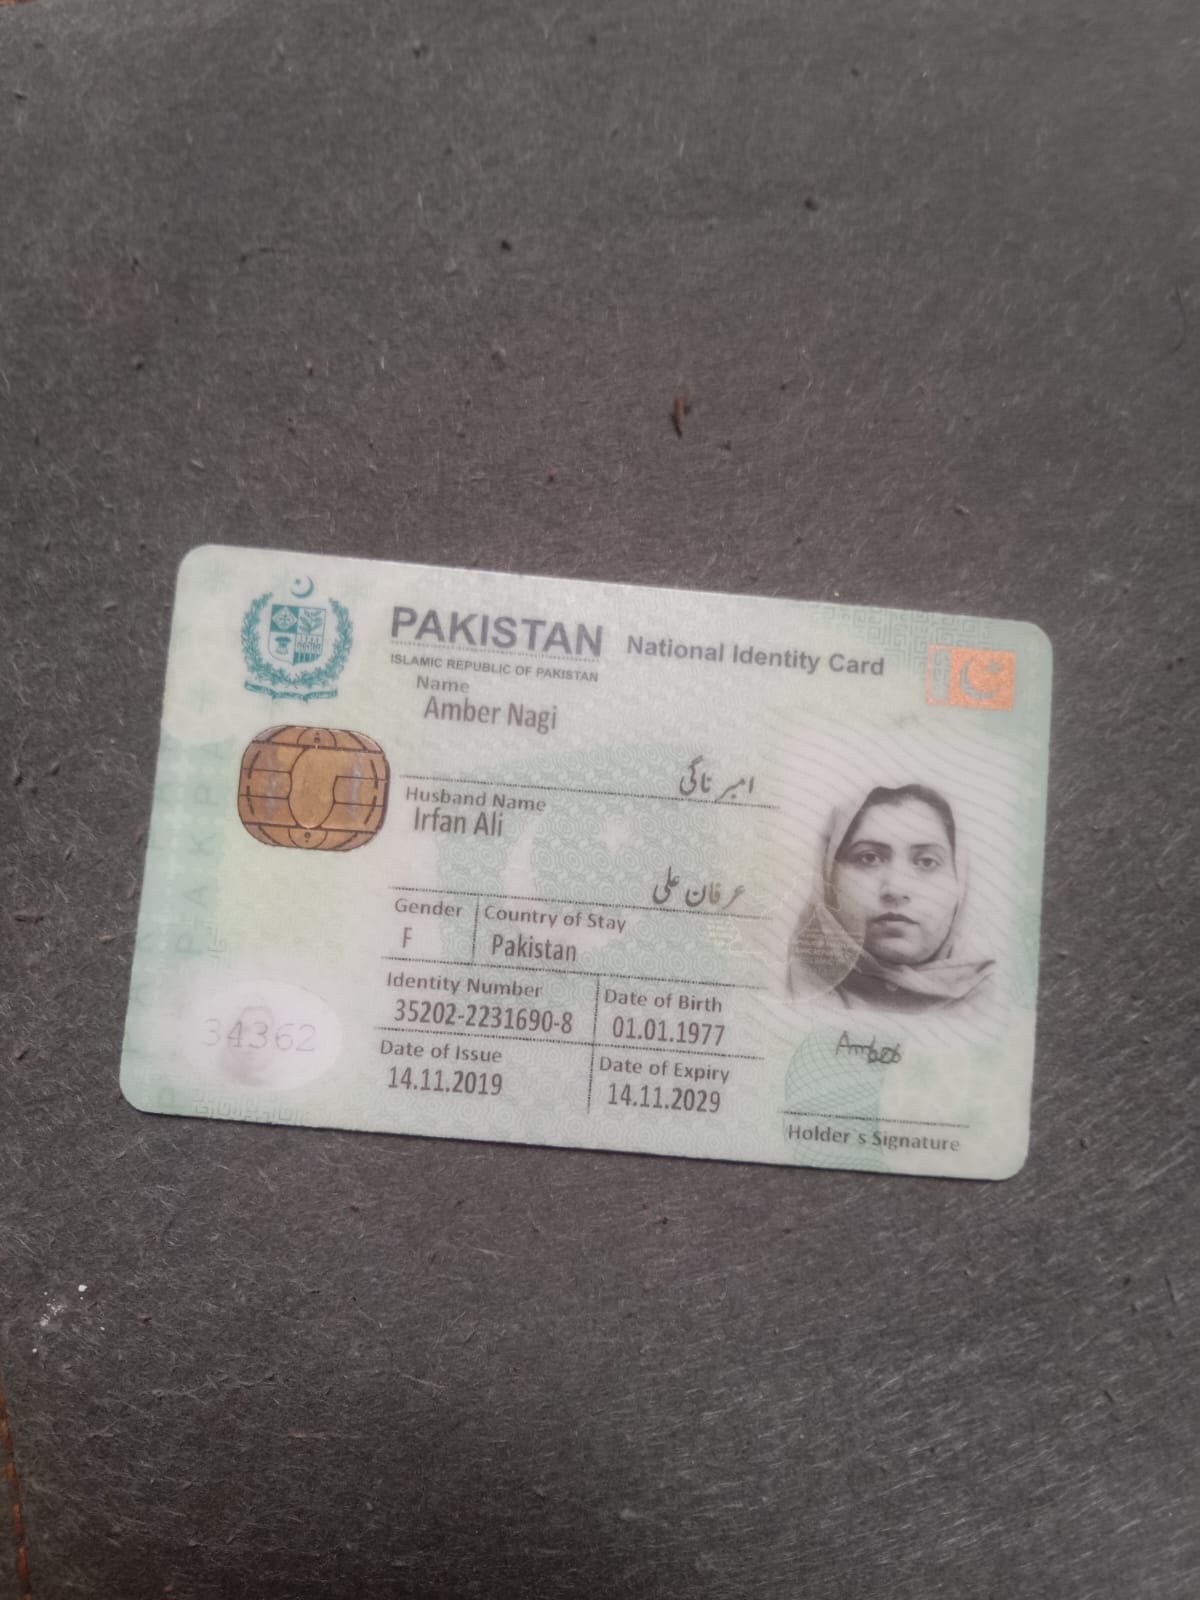 PAKISTAN National Identity Card
ISLAMIC REPUBLIC OF PAKISTAN
Name
Amber Nagi
امبر ناگی
Husband Name
Irfan Ali
عرفان علی
Gender Country of Stay
F Pakistan
Identity Number Date of Birth
35202-2231690-8 01.01.1977
Date of Issue Date of Expiry
14.11.2019 14.11.2029
34362
Amber
Holder`s Signature